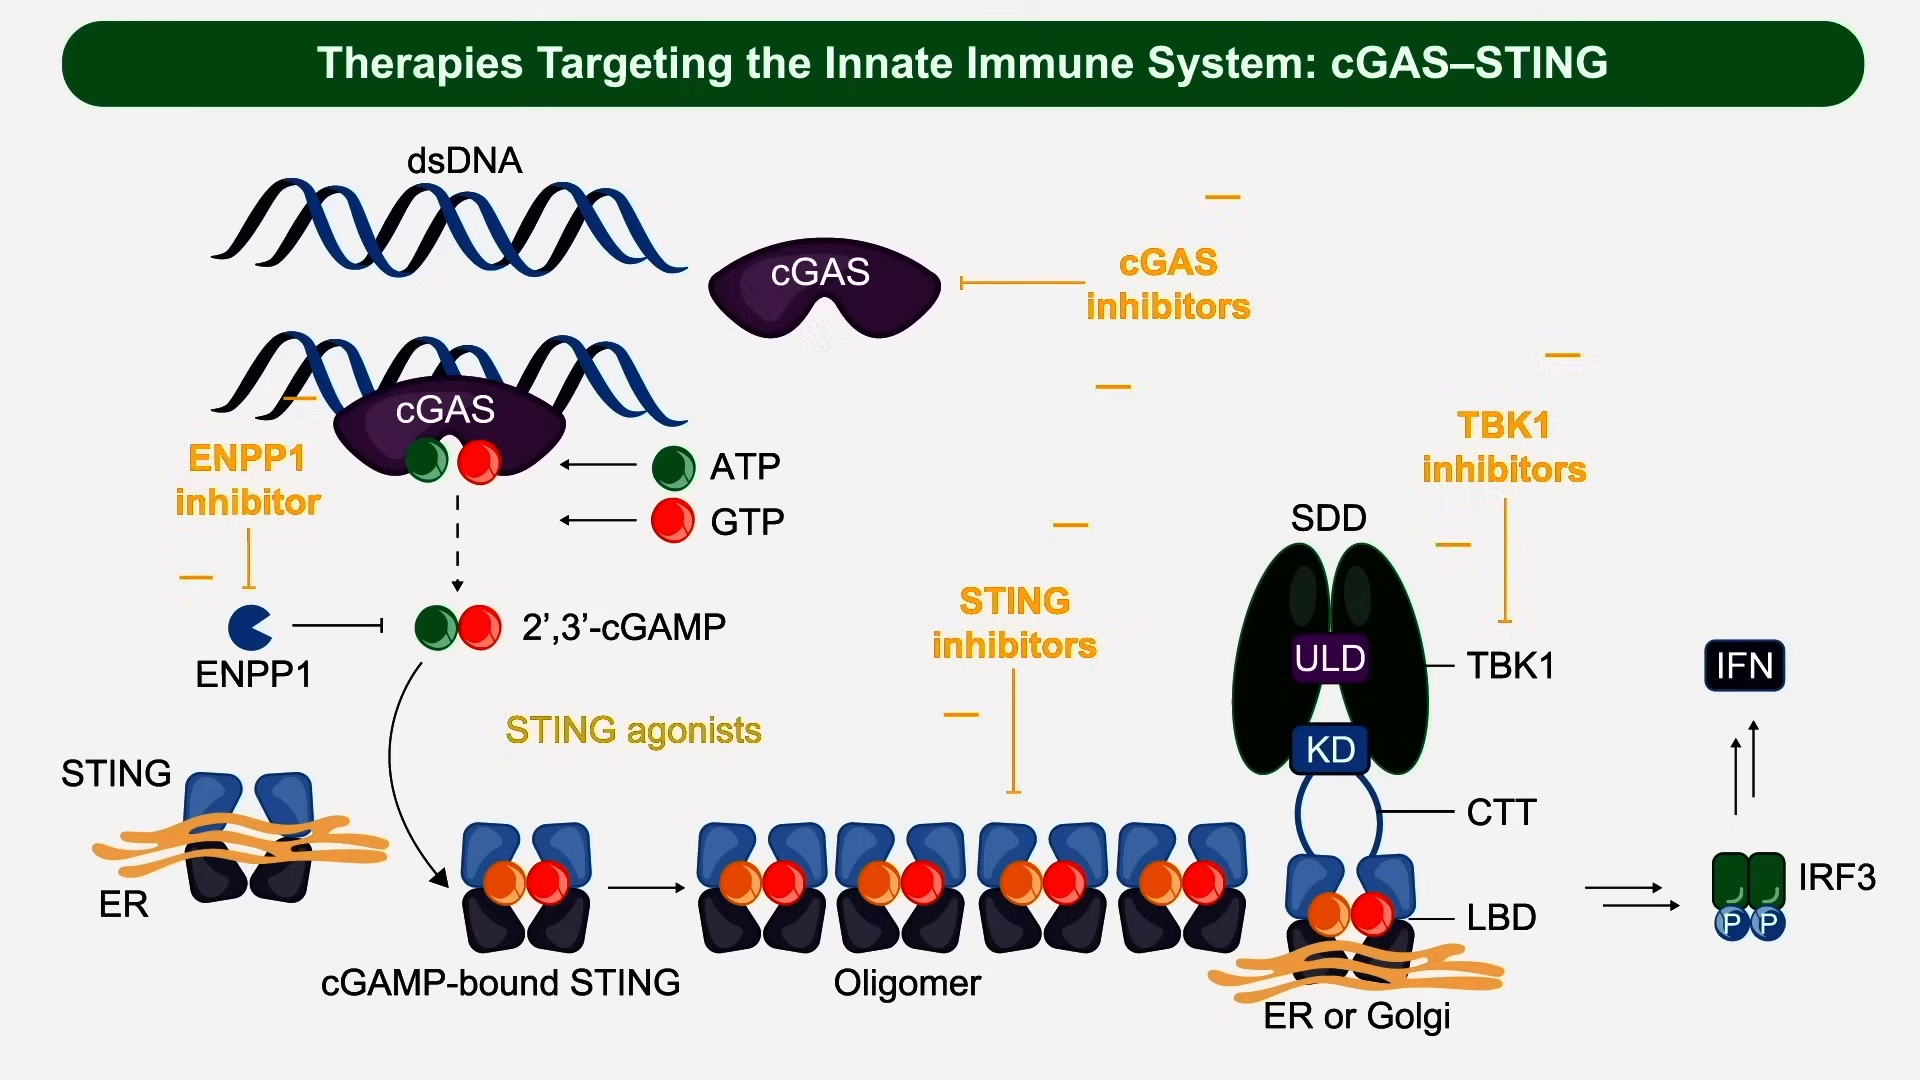 Therapies Targeting the Innate Immune System: cGAS–STING
dsDNA
cGAS
cGAS
inhibitors
cGAS
ENPP1
inhibitor
ATP
GTP
TBK1
inhibitors
SDD
ENPP1
2’,3’-cGAMP
STING
inhibitors
ULD
TBK1
IFN
STING agonists
KD
STING
ER
CTT
LBD
IRF3
P P
cGAMP-bound STING
Oligomer
ER or Golgi